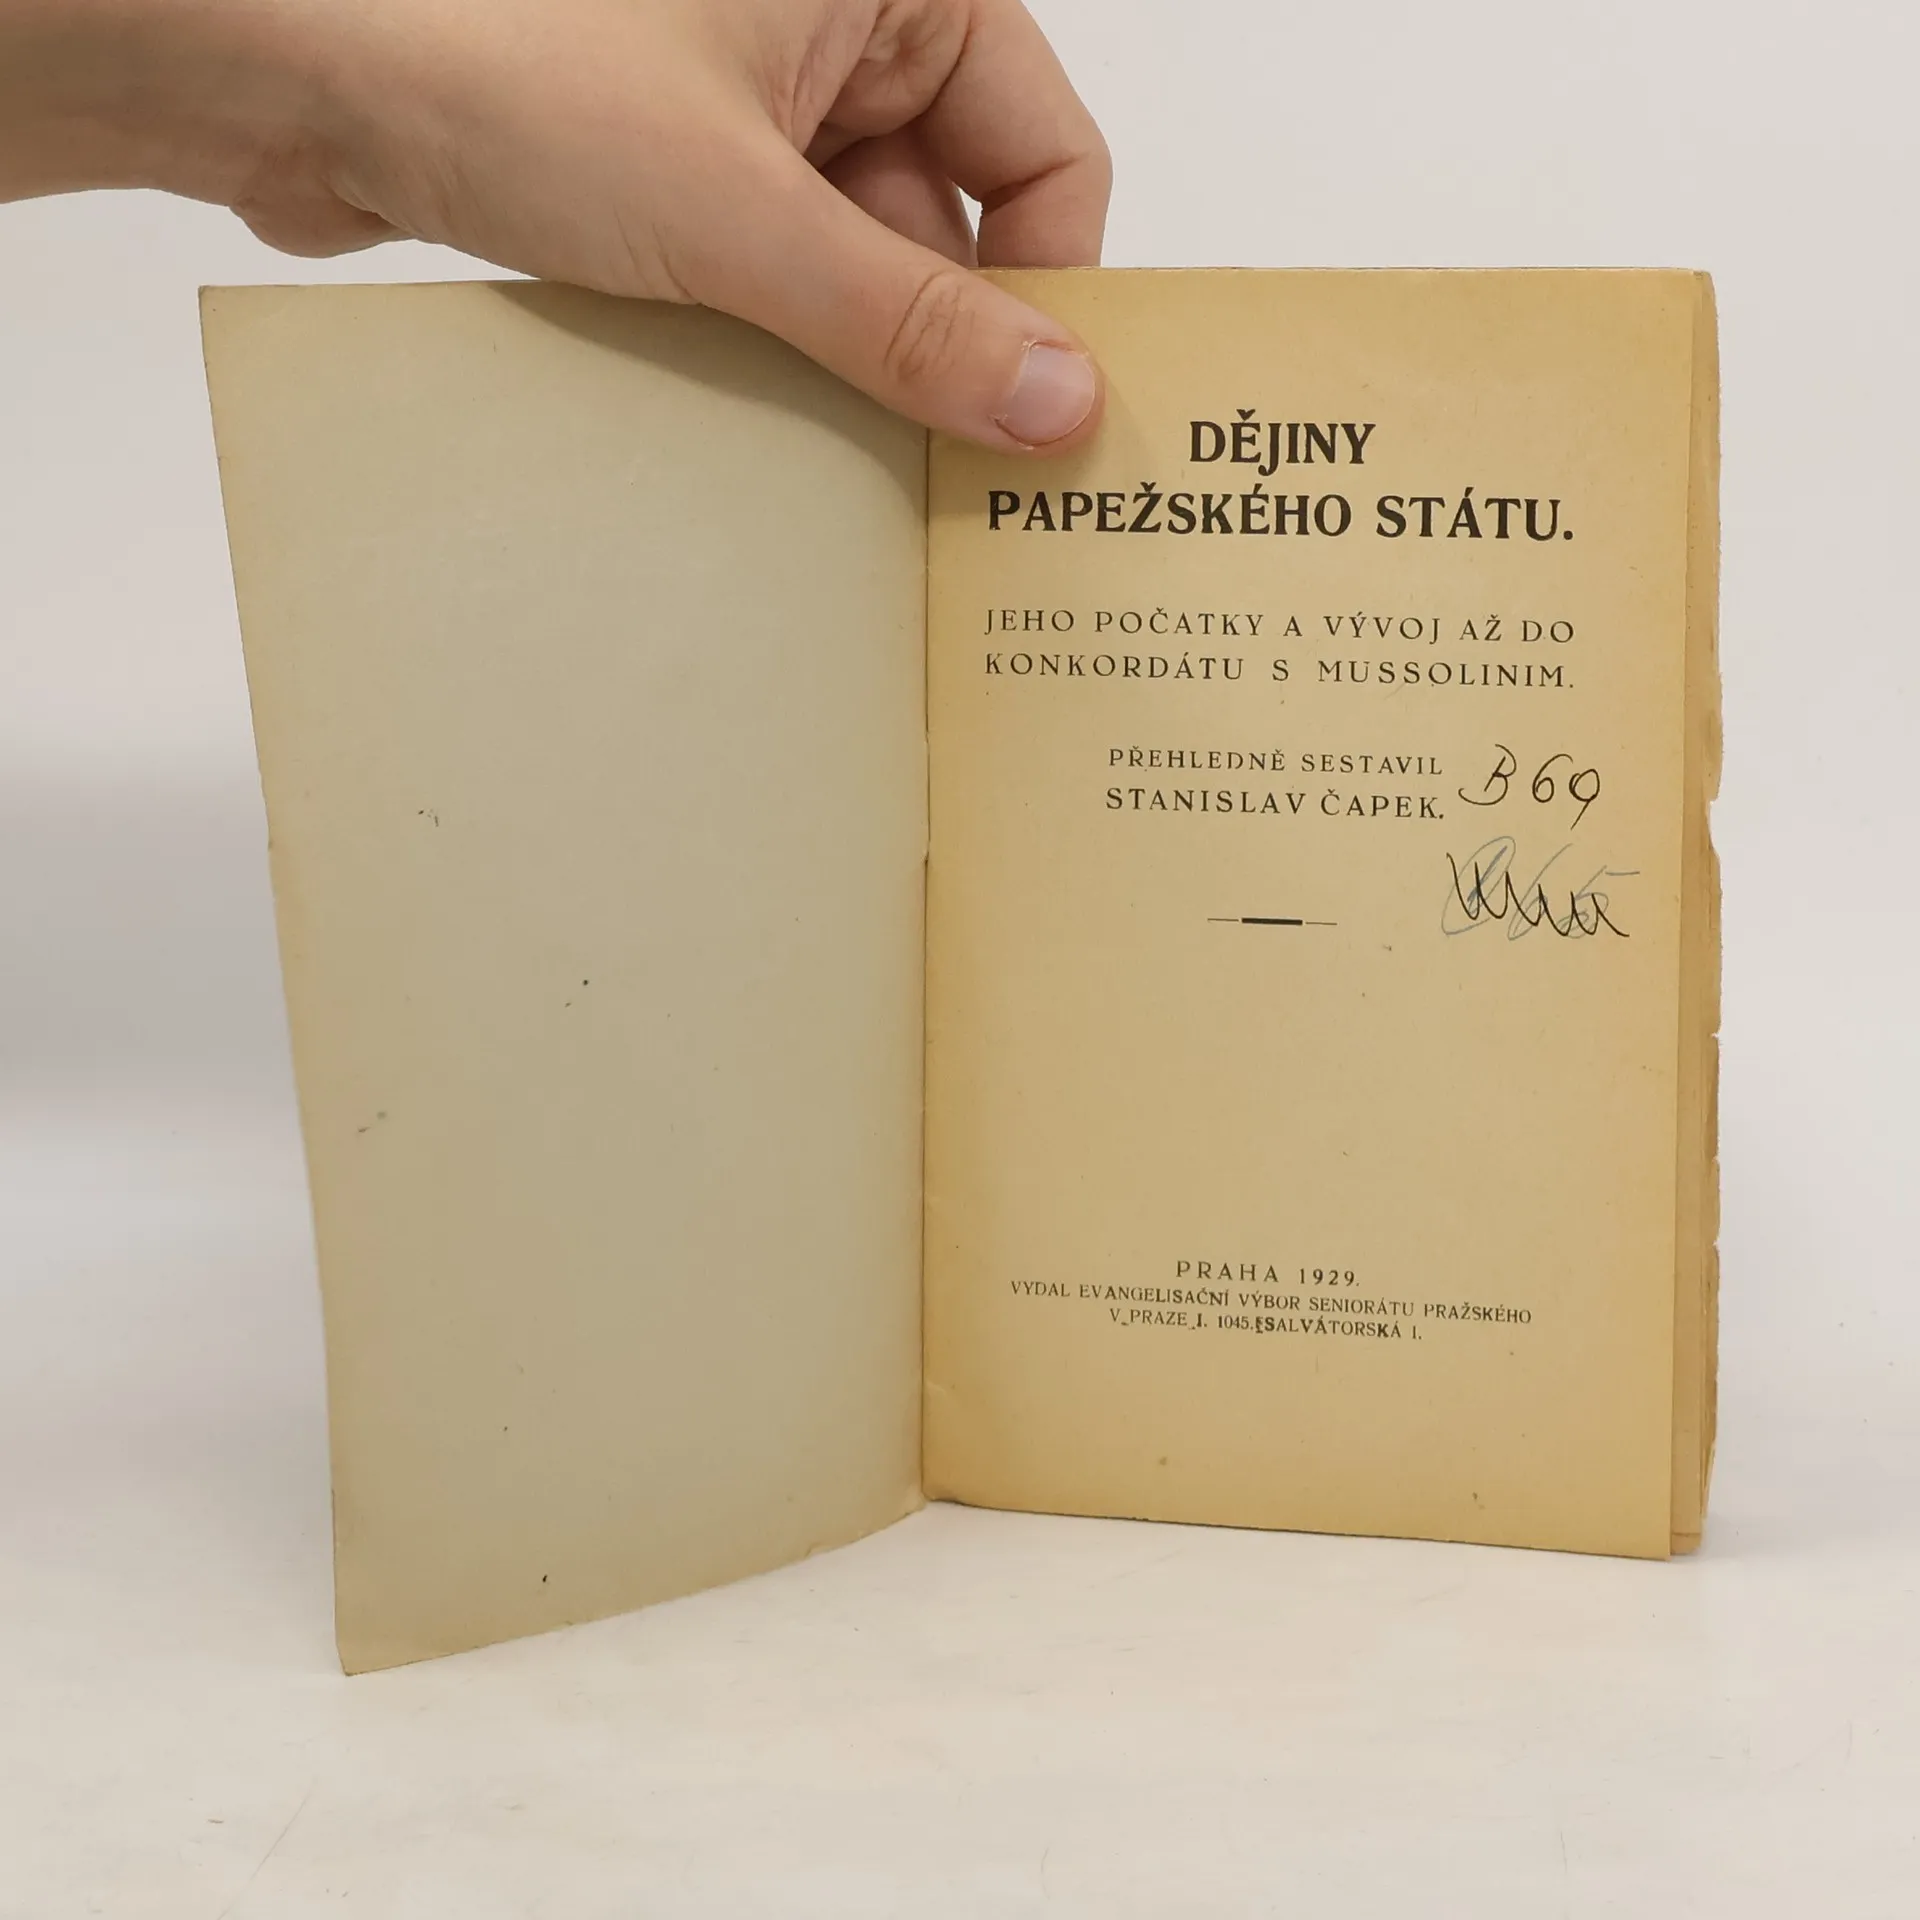 DĚJINY
PAPEŽSKÉHO STÁTU.
JEHO POČATKY A VÝVOJ AŽ DO
KONKORDÁTU S MUSSOLINIM.
PŘEHLEDNĚ SESTAVIL
STANISLAV ČAPEK.
B 69
PRAHA 1929.
VYDAL EVANGELISAČNÍ VÝBOR SENIORÁTU PRAŽSKÉHO
V PRAZE I. 1045. SALVÁTORSKÁ 1.